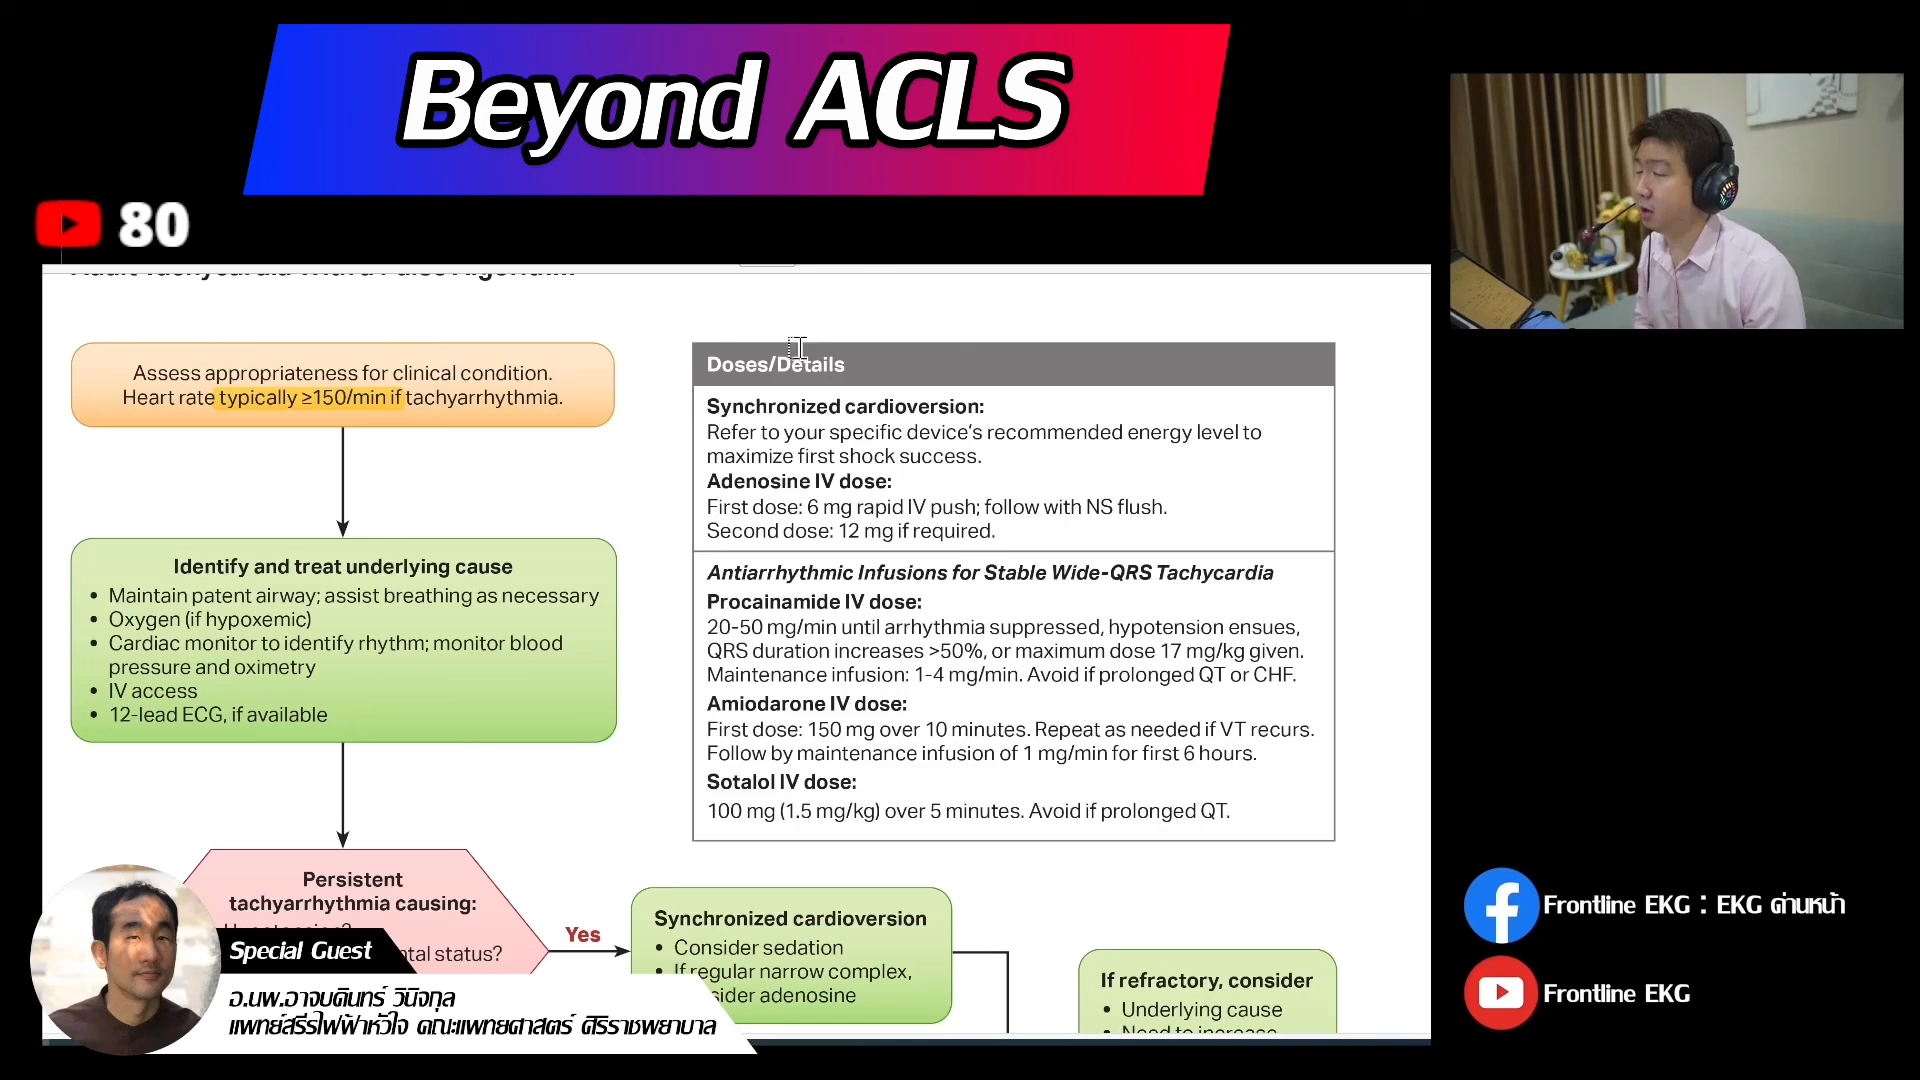 Beyond ACLS
80
Adult Tachycardia With a Pulse Algorithm
Assess appropriateness for clinical condition.
Heart rate typically ≥150/min if tachyarrhythmia.
Identify and treat underlying cause
• Maintain patent airway; assist breathing as necessary
• Oxygen (if hypoxemic)
• Cardiac monitor to identify rhythm; monitor blood
pressure and oximetry
• IV access
• 12-lead ECG, if available
Persistent
tachyarrhythmia causing:
Hypotension?
ntal status?
Yes
Doses/Details
Synchronized cardioversion:
Refer to your specific device's recommended energy level to
maximize first shock success.
Adenosine IV dose:
First dose: 6 mg rapid IV push; follow with NS flush.
Second dose: 12 mg if required.
Antiarrhythmic Infusions for Stable Wide-QRS Tachycardia
Procainamide IV dose:
20-50 mg/min until arrhythmia suppressed, hypotension ensues,
QRS duration increases >50%, or maximum dose 17 mg/kg given.
Maintenance infusion: 1-4 mg/min. Avoid if prolonged QT or CHF.
Amiodarone IV dose:
First dose: 150 mg over 10 minutes. Repeat as needed if VT recurs.
Follow by maintenance infusion of 1 mg/min for first 6 hours.
Sotalol IV dose:
100 mg (1.5 mg/kg) over 5 minutes. Avoid if prolonged QT.
Synchronized cardioversion
• Consider sedation
• If regular narrow complex,
sider adenosine
If refractory, consider
• Underlying cause
• Need to increase
Special Guest
อ.นพ.อาจบดินทร์ วินิจกุล
แพทย์สรีรไฟฟ้าหัวใจ คณะแพทยศาสตร์ ศิริราชพยาบาล
Frontline EKG : EKG ด่านหน้า
Frontline EKG